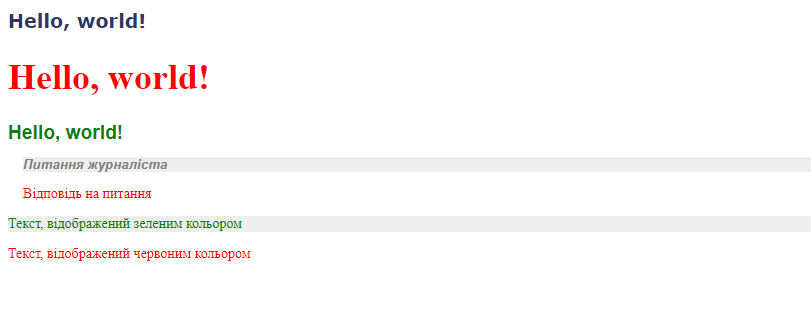 Hello, world!
Hello, world!
Hello, world!
Питання журналіста
Відповідь на питання
Текст, відображений зеленим кольором
Текст, відображений червоним кольором